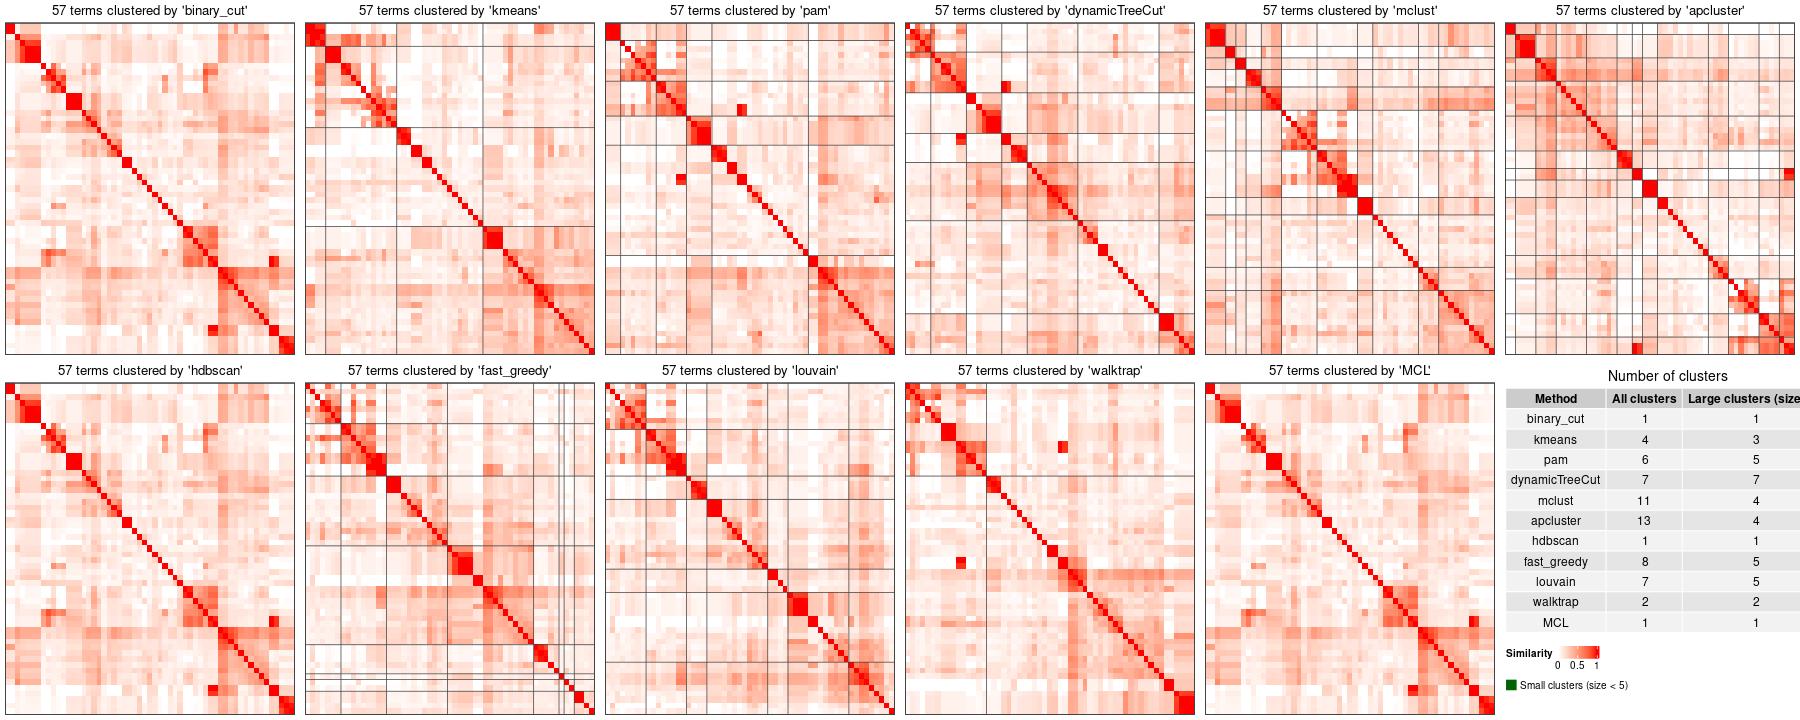 57 terms clustered by 'binary_cut'
57 terms clustered by 'kmeans'
57 terms clustered by 'pam'
57 terms clustered by 'dynamicTreeCut'
57 terms clustered by 'mclust'
57 terms clustered by 'apcluster'
57 terms clustered by 'hdbscan'
57 terms clustered by 'fast_greedy'
57 terms clustered by 'louvain'
57 terms clustered by 'walktrap'
57 terms clustered by 'MCL'
Number of clusters
Method All clusters Large clusters (size
binary_cut 1 1
kmeans 4 3
pam 6 5
dynamicTreeCut 7 7
mclust 11 4
apcluster 13 4
hdbscan 1 1
fast_greedy 8 5
louvain 7 5
walktrap 2 2
MCL 1 1
Similarity
0 0.5 1
Small clusters (size < 5)